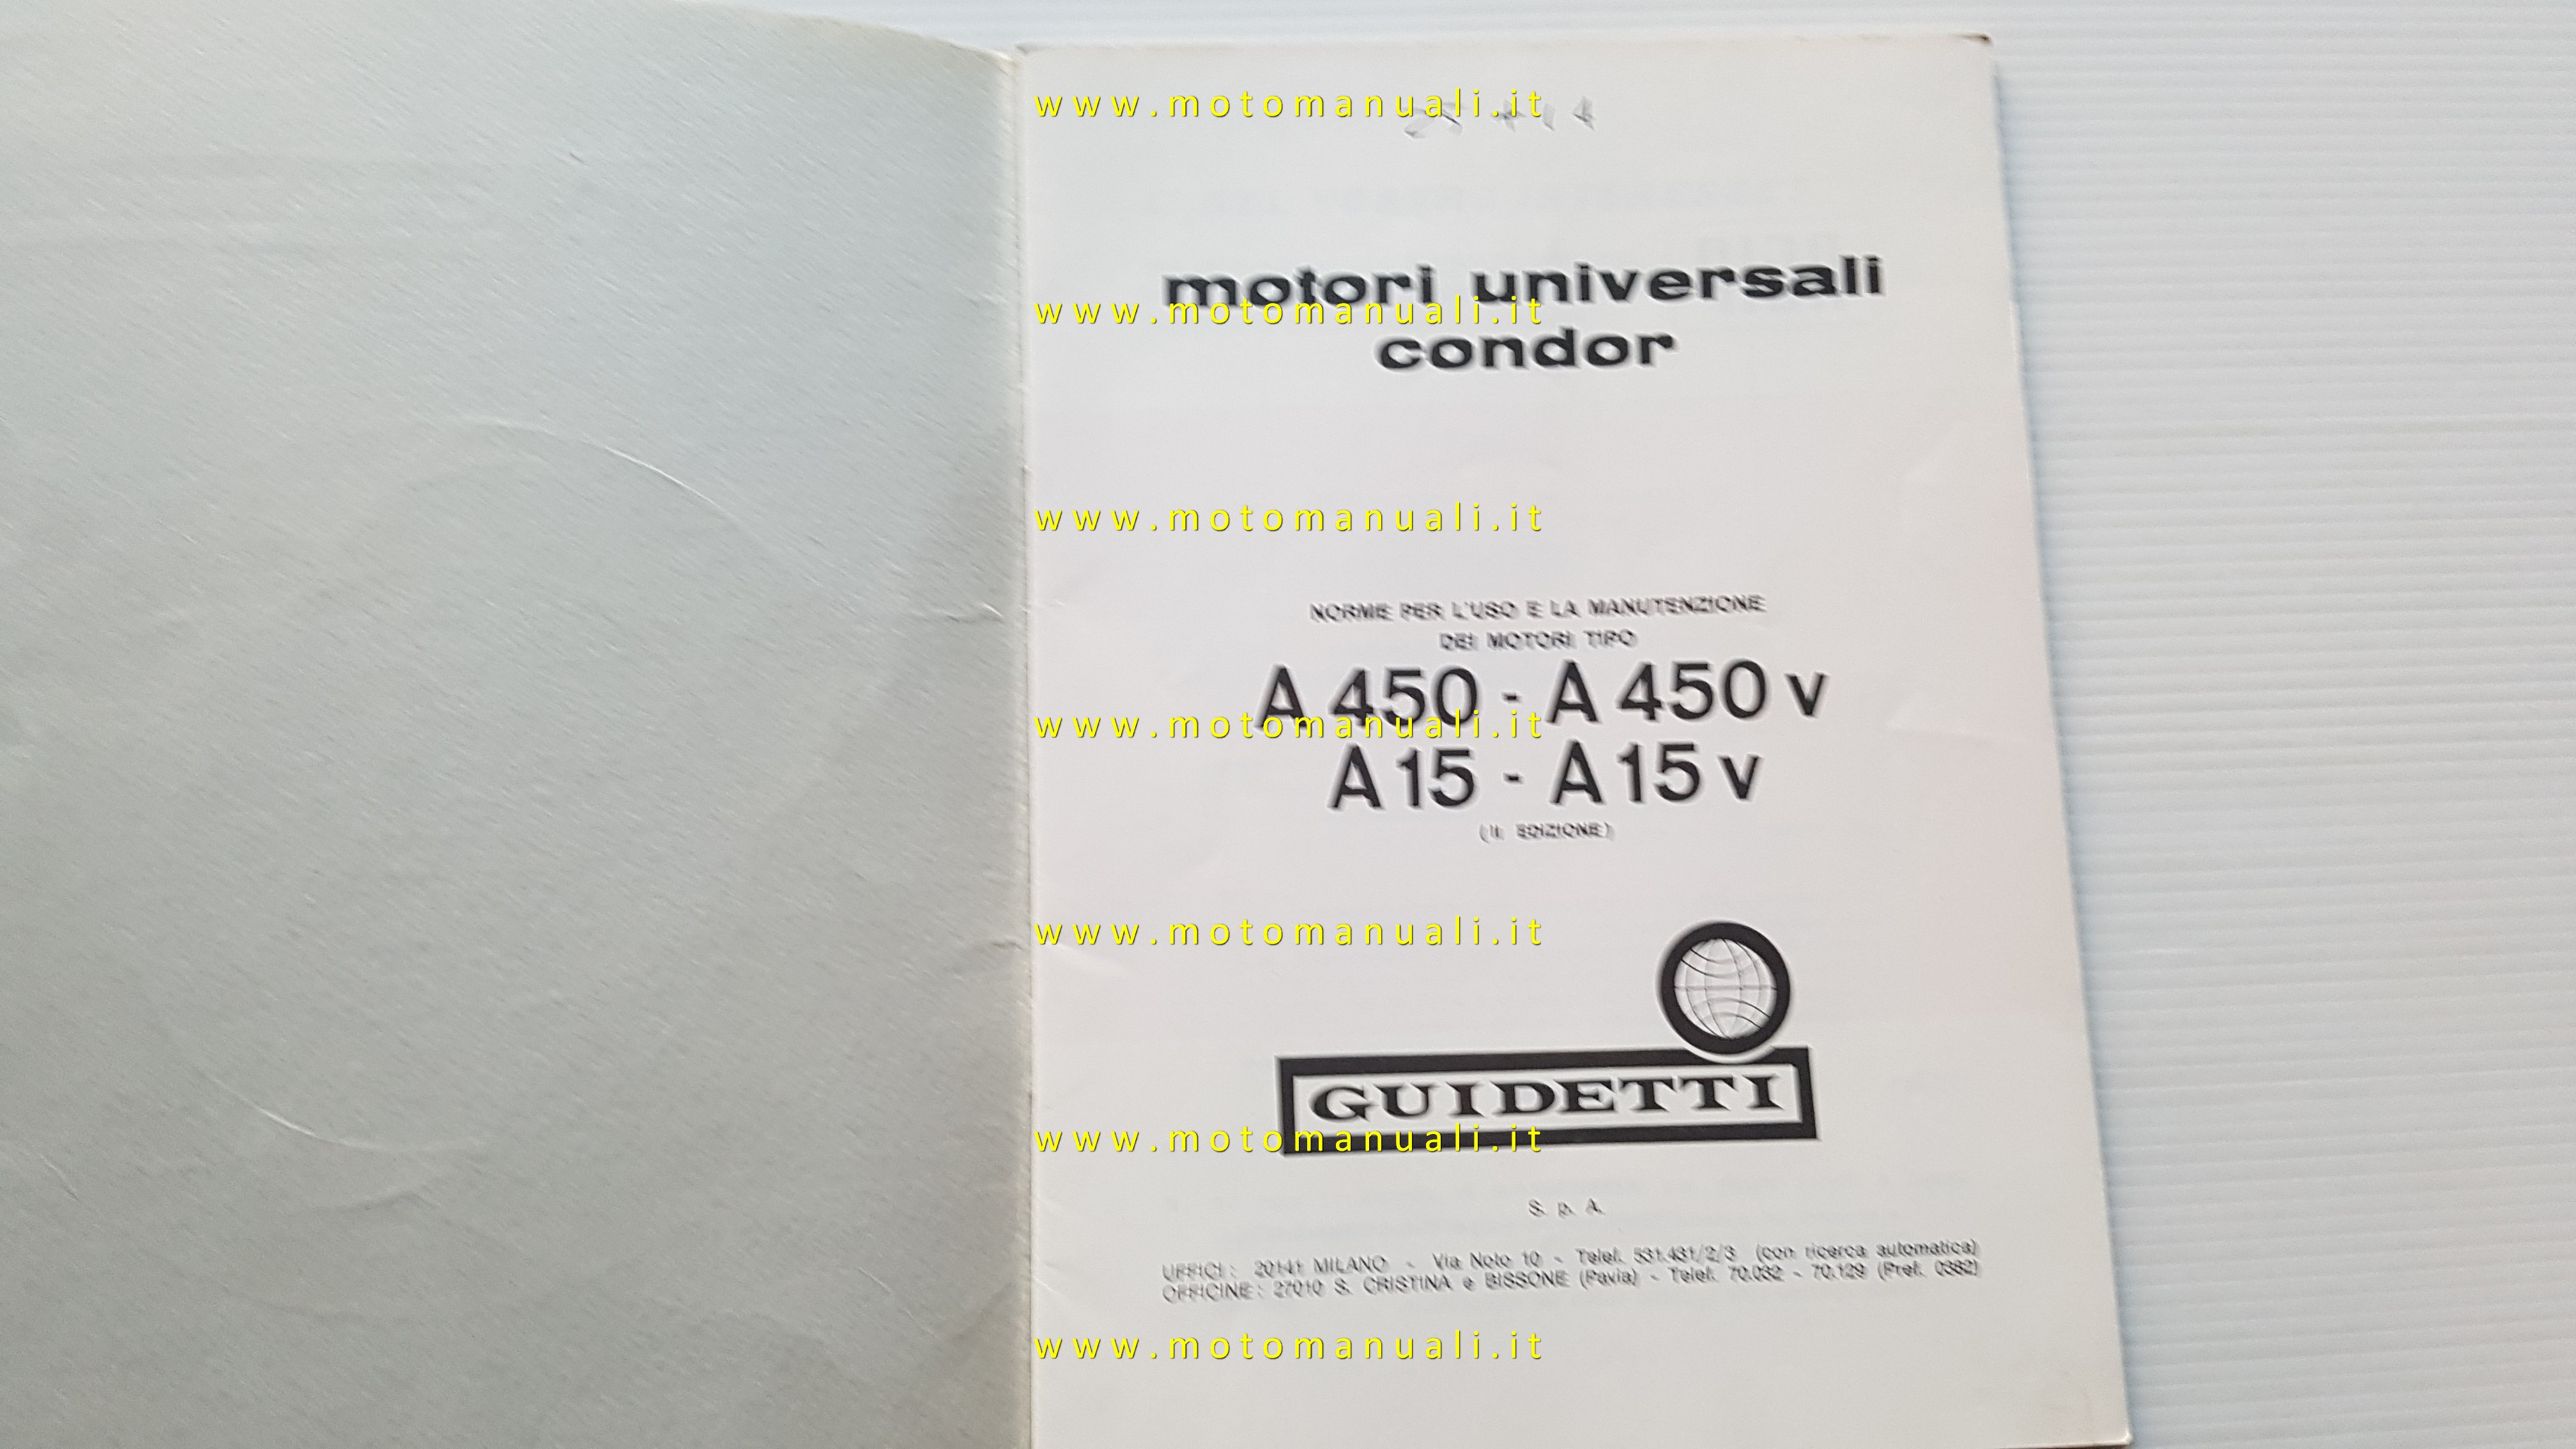 www.motomanuali.it
motori universali
www.motomanuali.it
condor
www.motomanuali.it
NORME PER L'USO E LA MANUTENZIONE
DEI MOTORI TIPO
A 450 - A 450 v
www.motomanuali.it
A 15 - A 15 v
(II EDIZIONE)
www.motomanuali.it
GUIDETTI
www.motomanuali.it
S. p. A.
UFFICI: 20141 MILANO - Via Noto 10 - Telef. 531.431/2/3 (con ricerca automatica)
OFFICINE: 27010 S. CRISTINA e BISSONE (Pavia) - Telef. 70.032 - 70.129 (Pref. 0382)
www.motomanuali.it